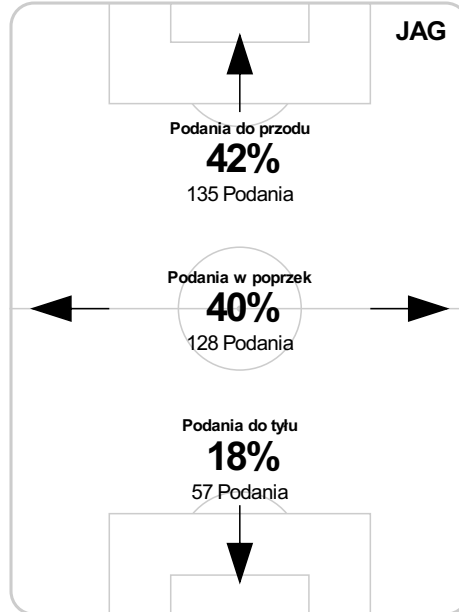 JAG
Podania do przodu
42%
135 Podania
Podania w poprzek
40%
128 Podania
Podania do tyłu
18%
57 Podania